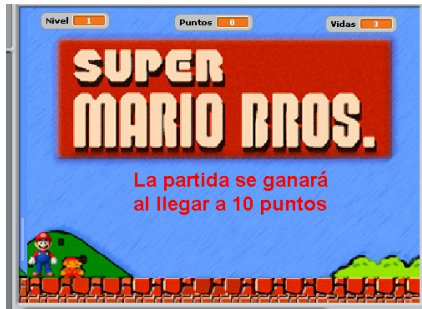 Nivel 1 Puntos 0 Vidas 3
SUPER
MARIO BROS.
La partida se ganará
al llegar a 10 puntos